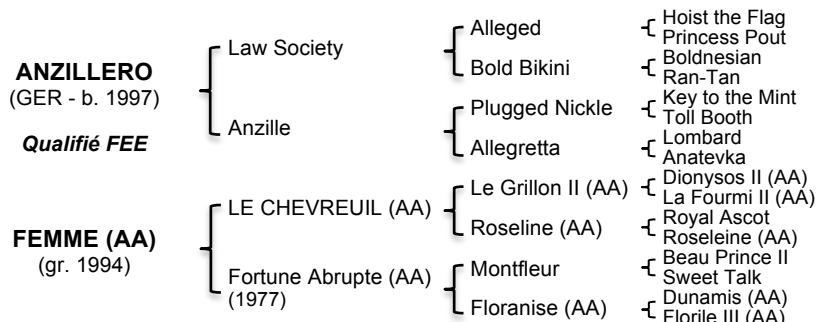 ANZILLERO
(GER - b. 1997)
Qualifié FEE
FEMME (AA)
(gr. 1994)
Law Society
Anzille
LE CHEVREUIL (AA)
Fortune Abrupte (AA)
(1977)
Alleged
Bold Bikini
Plugged Nickle
Allegretta
Le Grillon II (AA)
Roseline (AA)
Montfleur
Floranise (AA)
Hoist the Flag
Princess Pout
Boldnesian
Ran-Tan
Key to the Mint
Toll Booth
Lombard
Anatevka
Dionysos II (AA)
La Fourmi II (AA)
Royal Ascot
Roseleine (AA)
Beau Prince II
Sweet Talk
Dunamis (AA)
Florile III (AA)